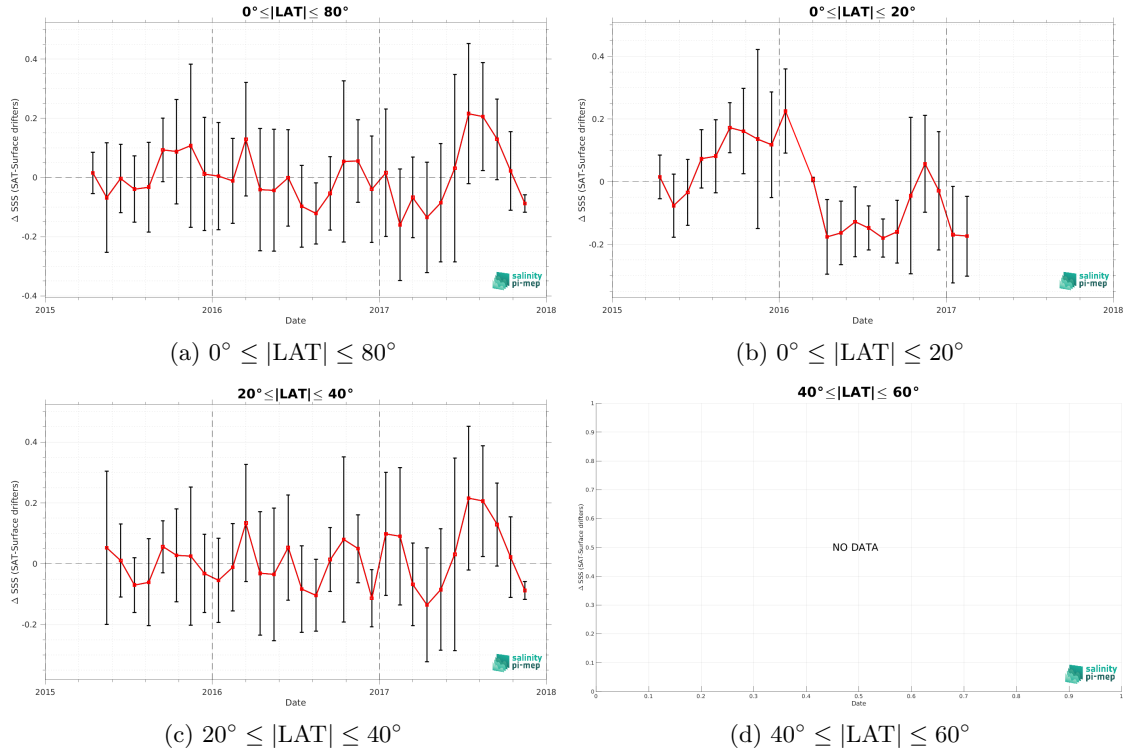 0°≤|LAT|≤ 80°
0.4
0.2
0
-0.2
-0.4
Δ SSS (SAT-Surface drifters)
2015
2016
2017
2018
Date
salinity
pi-mep
(a) 0° ≤ |LAT| ≤ 80°
0°≤|LAT|≤ 20°
0.4
0.2
0
-0.2
Δ SSS (SAT-Surface drifters)
2015
2016
2017
2018
Date
salinity
pi-mep
(b) 0° ≤ |LAT| ≤ 20°
20°≤|LAT|≤ 40°
0.4
0.2
0
-0.2
Δ SSS (SAT-Surface drifters)
2015
2016
2017
2018
Date
salinity
pi-mep
(c) 20° ≤ |LAT| ≤ 40°
40°≤|LAT|≤ 60°
1
0.9
0.8
0.7
0.6
0.5
0.4
0.3
0.2
0.1
0
Δ SSS (SAT-Surface drifters)
NO DATA
0
0.1
0.2
0.3
0.4
0.5
0.6
0.7
0.8
0.9
1
Date
salinity
pi-mep
(d) 40° ≤ |LAT| ≤ 60°